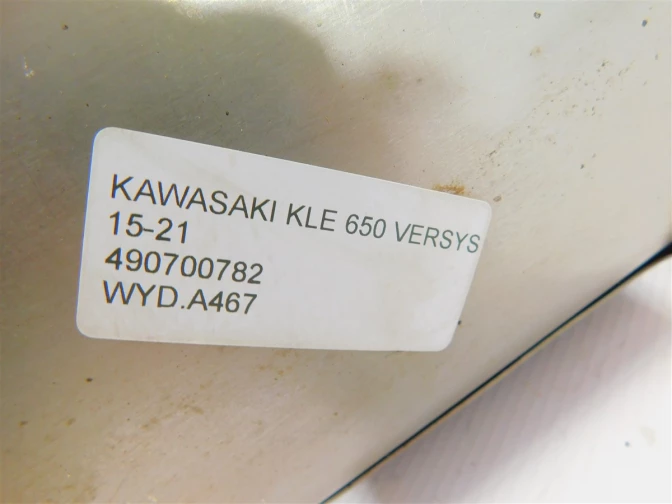 KAWASAKI KLE 650 VERSYS
15-21
490700782
WYD.A467